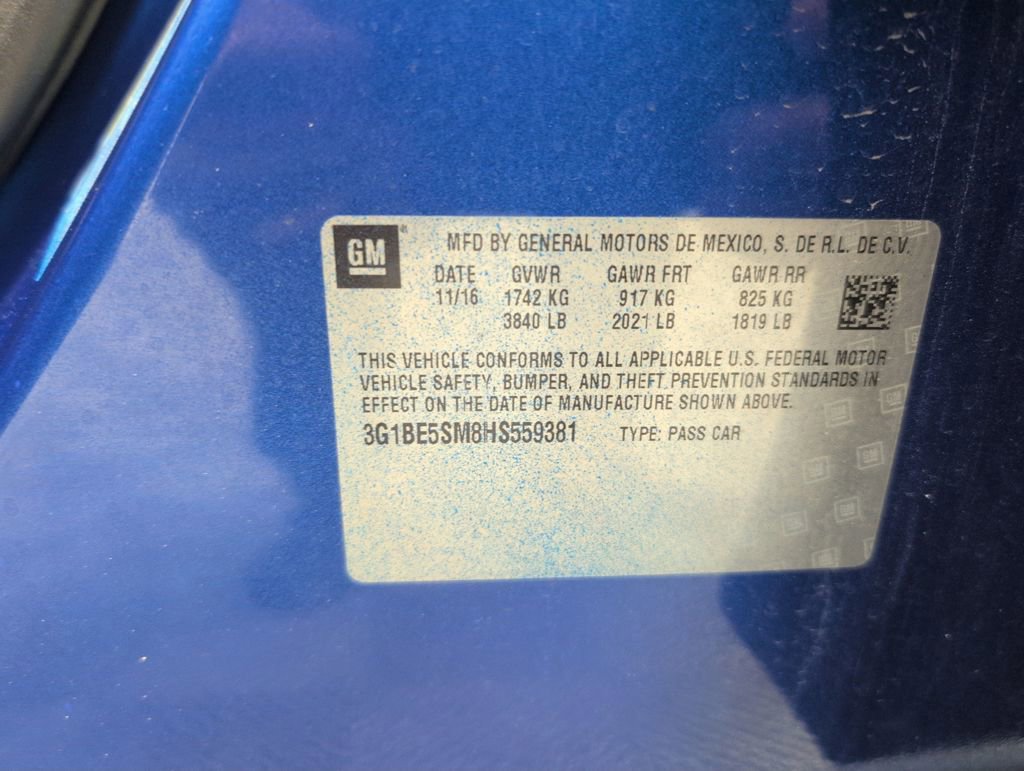 GM ®
MFD BY GENERAL MOTORS DE MEXICO, S. DE R.L. DE C.V.
DATE GVWR GAWR FRT GAWR RR
11/16 1742 KG 917 KG 825 KG
3840 LB 2021 LB 1819 LB
THIS VEHICLE CONFORMS TO ALL APPLICABLE U.S. FEDERAL MOTOR
VEHICLE SAFETY, BUMPER, AND THEFT PREVENTION STANDARDS IN
EFFECT ON THE DATE OF MANUFACTURE SHOWN ABOVE.
3G1BE5SM8HS559381 TYPE: PASS CAR